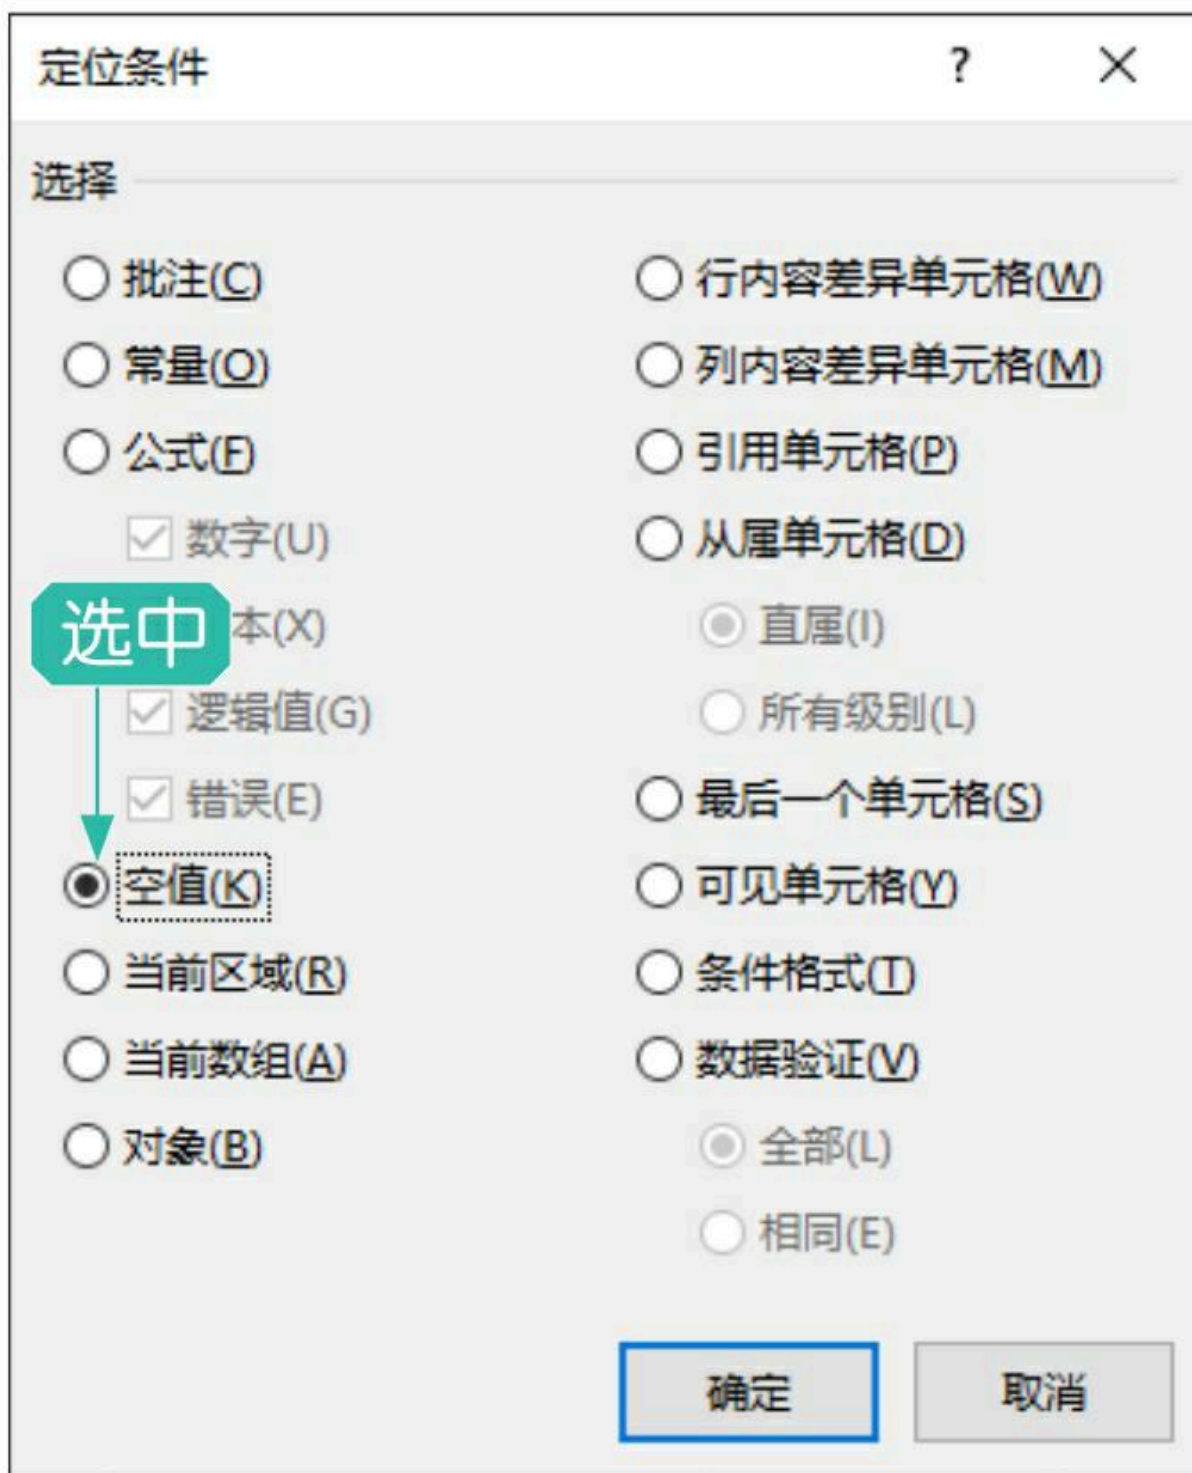 定位条件 ?
选择
批注(C)
常量(O)
公式(F)
数字(U)
选中
本(X)
逻辑值(G)
错误(E)
空值(K)
当前区域(R)
当前数组(A)
对象(B)
行内容差异单元格(W)
列内容差异单元格(M)
引用单元格(P)
从属单元格(D)
直属(I)
所有级别(L)
最后一个单元格(S)
可见单元格(Y)
条件格式(T)
数据验证(V)
全部(L)
相同(E)
确定 取消